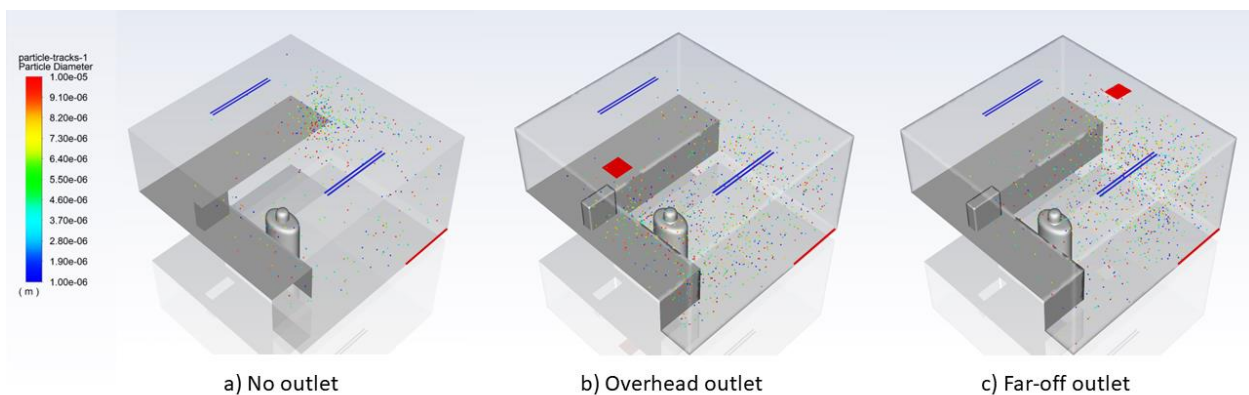 particle-tracks-1
Particle Diameter
1.00e-05
9.10e-06
8.20e-06
7.30e-06
6.40e-06
5.50e-06
4.60e-06
3.70e-06
2.80e-06
1.90e-06
1.00e-06
( m )
a) No outlet
b) Overhead outlet
c) Far-off outlet